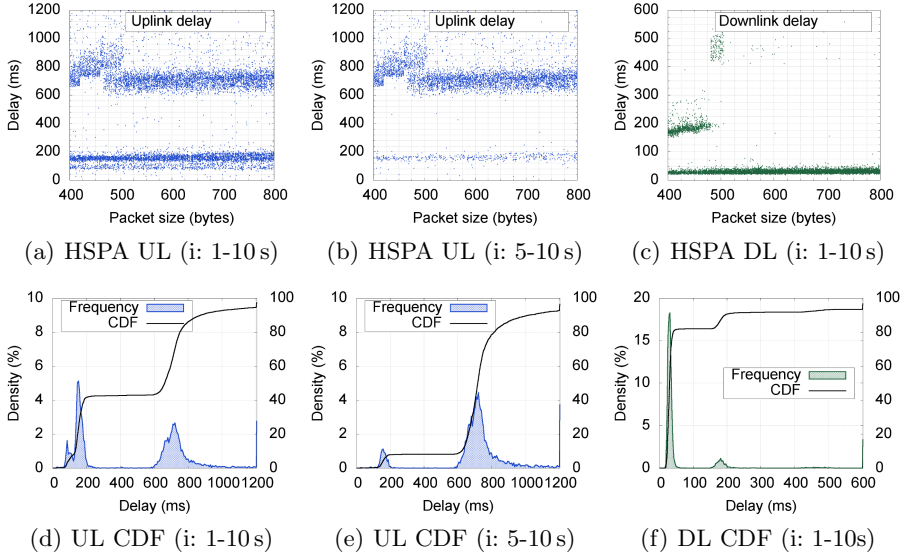 1200
1000
800
600
400
200
0
Delay (ms)
Uplink delay
400 500 600 700 800
Packet size (bytes)
(a) HSPA UL (i: 1-10 s)
1200
1000
800
600
400
200
0
Delay (ms)
Uplink delay
400 500 600 700 800
Packet size (bytes)
(b) HSPA UL (i: 5-10 s)
600
500
400
300
200
100
0
Delay (ms)
Downlink delay
400 500 600 700 800
Packet size (bytes)
(c) HSPA DL (i: 1-10 s)
10
8
6
4
2
0
Density (%)
Frequency
CDF
100
80
60
40
20
0
0 200 400 600 800 1000 1200
Delay (ms)
(d) UL CDF (i: 1-10 s)
10
8
6
4
2
0
Density (%)
Frequency
CDF
100
80
60
40
20
0
0 200 400 600 800 1000 1200
Delay (ms)
(e) UL CDF (i: 5-10 s)
20
15
10
5
0
Density (%)
Frequency
CDF
100
80
60
40
20
0
0 100 200 300 400 500 600
Delay (ms)
(f) DL CDF (i: 1-10s)